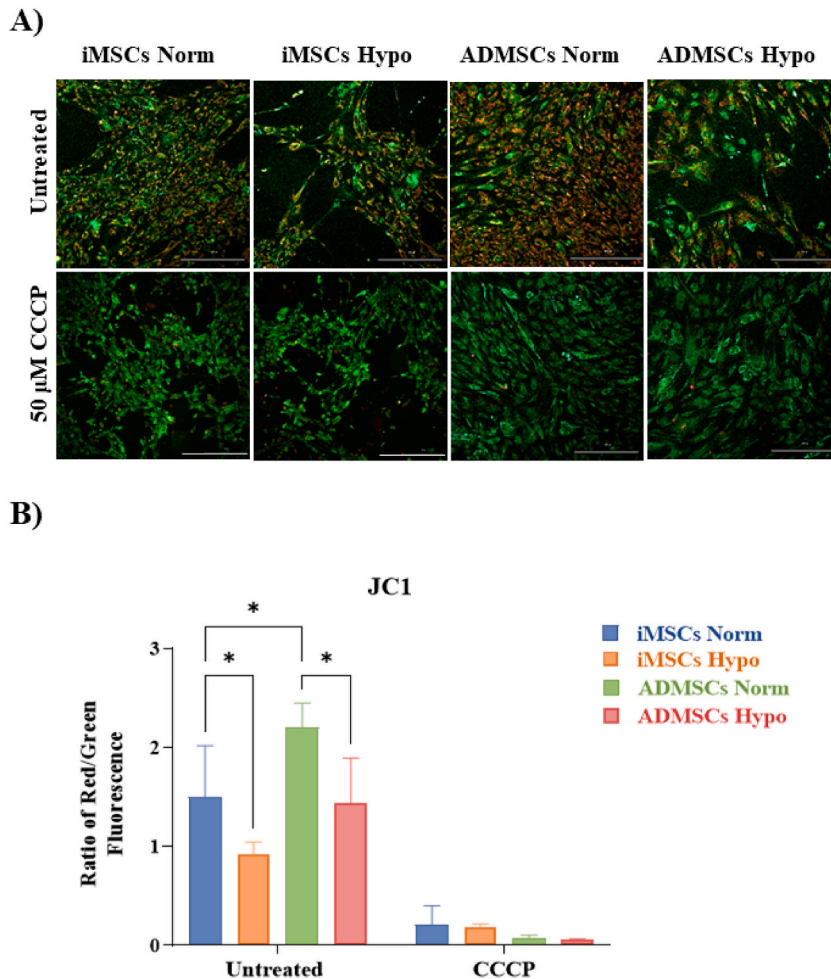 A)
iMSCs Norm iMSCs Hypo ADMSCs Norm ADMSCs Hypo
Untreated
50 µM CCCP
B)
JC1
* 
* *
iMSCs Norm
iMSCs Hypo
ADMSCs Norm
ADMSCs Hypo
Ratio of Red/Green
Fluorescence
3
2
1
0
Untreated CCCP